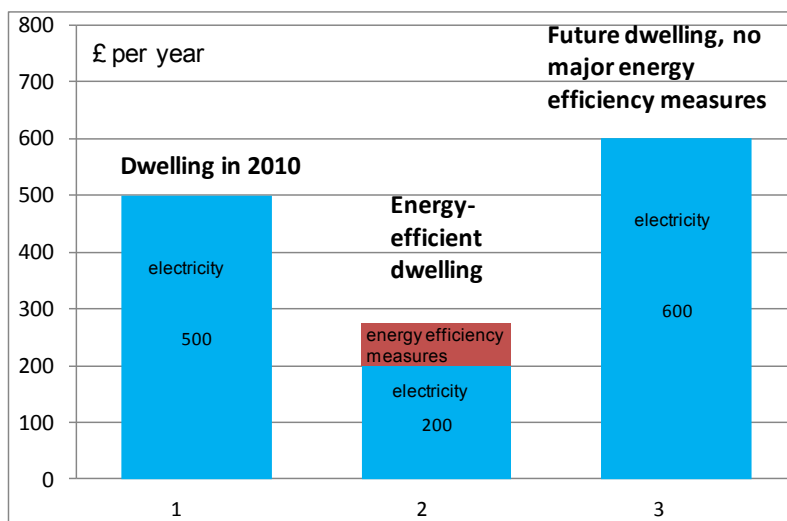 800
700
600
500
400
300
200
100
0
£ per year
Dwelling in 2010
electricity
500
Energy-
efficient
dwelling
energy efficiency
measures
electricity
200
Future dwelling, no
major energy
efficiency measures
electricity
600
1
2
3